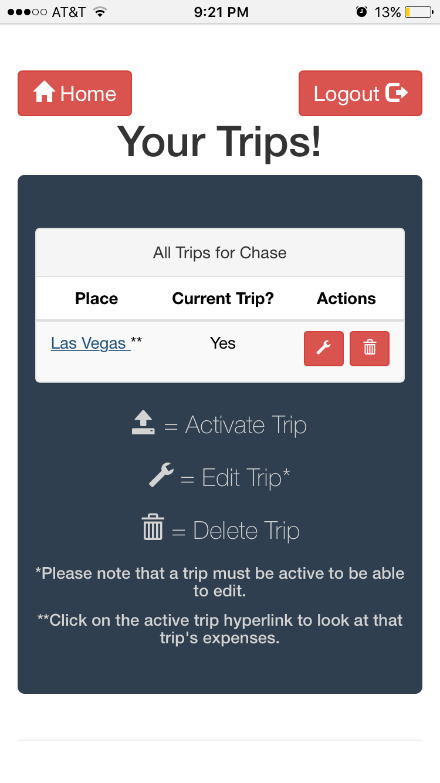 AT&T 9:21 PM 13%
Home Logout
Your Trips!
All Trips for Chase
Place Current Trip? Actions
Las Vegas ** Yes
= Activate Trip
= Edit Trip*
= Delete Trip
*Please note that a trip must be active to be able
to edit.
**Click on the active trip hyperlink to look at that
trip's expenses.